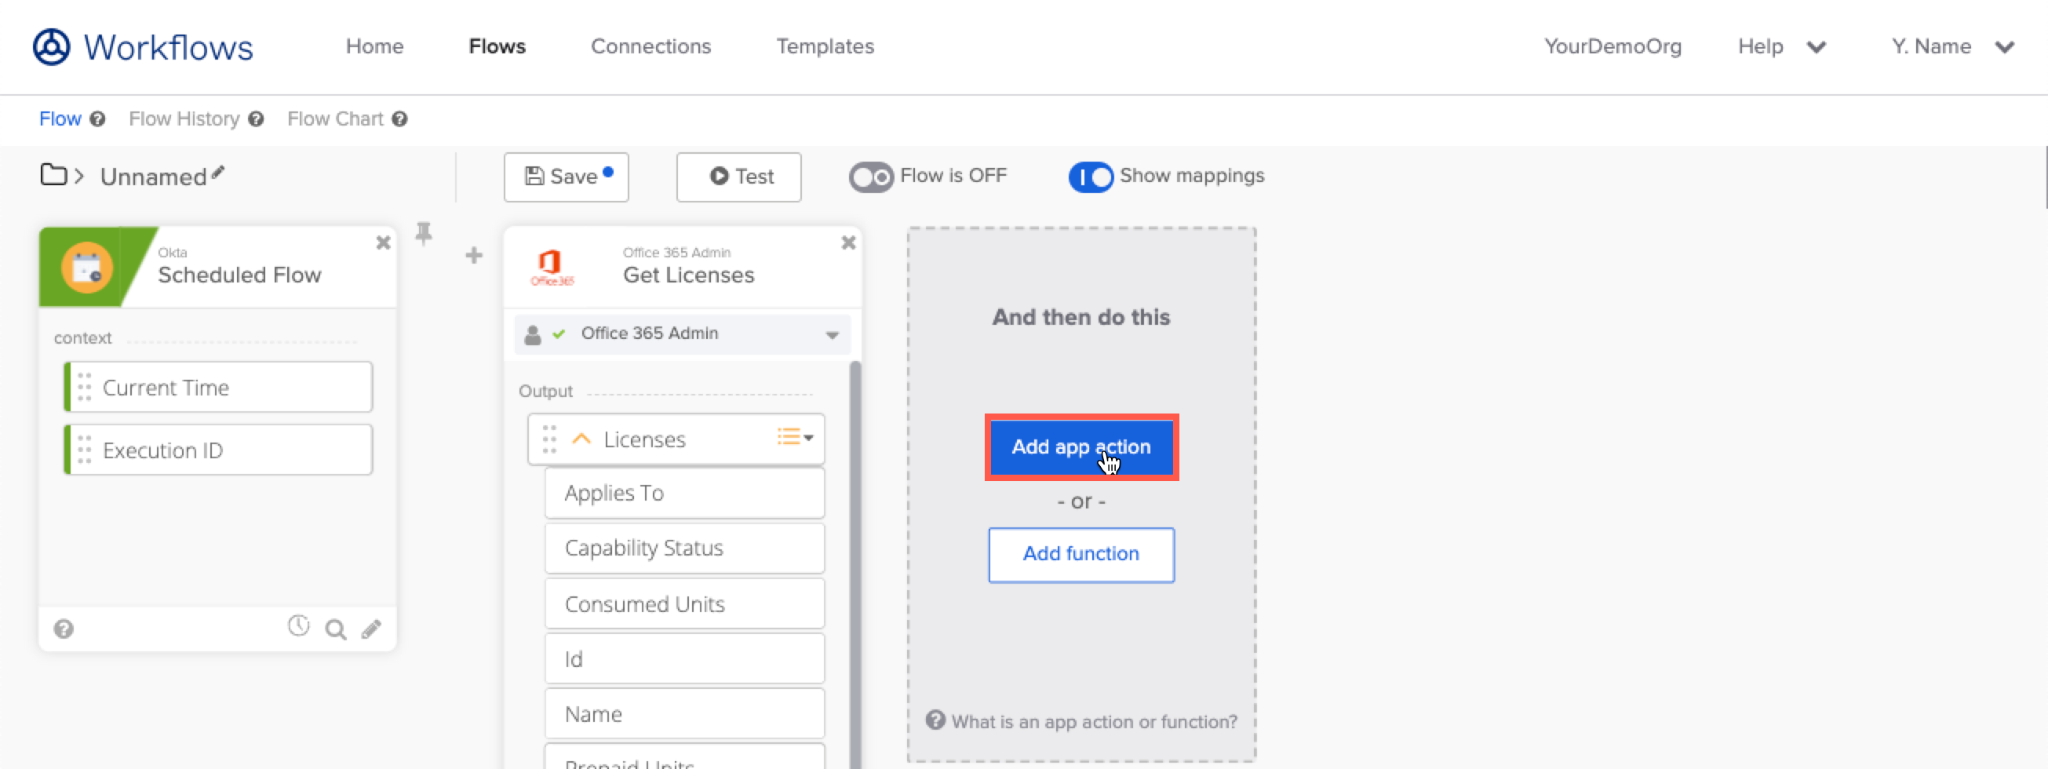 Workflows
Home
Flows
Connections
Templates
YourDemoOrg
Help
Y. Name
Flow
Flow History
Flow Chart
Unnamed
Save
Test
Flow is OFF
Show mappings
Okta
Scheduled Flow
context
Current Time
Execution ID
Office 365
Office 365 Admin
Get Licenses
Office 365 Admin
Output
Licenses
Applies To
Capability Status
Consumed Units
Id
Name
Prepaid Units
And then do this
Add app action
- or -
Add function
What is an app action or function?